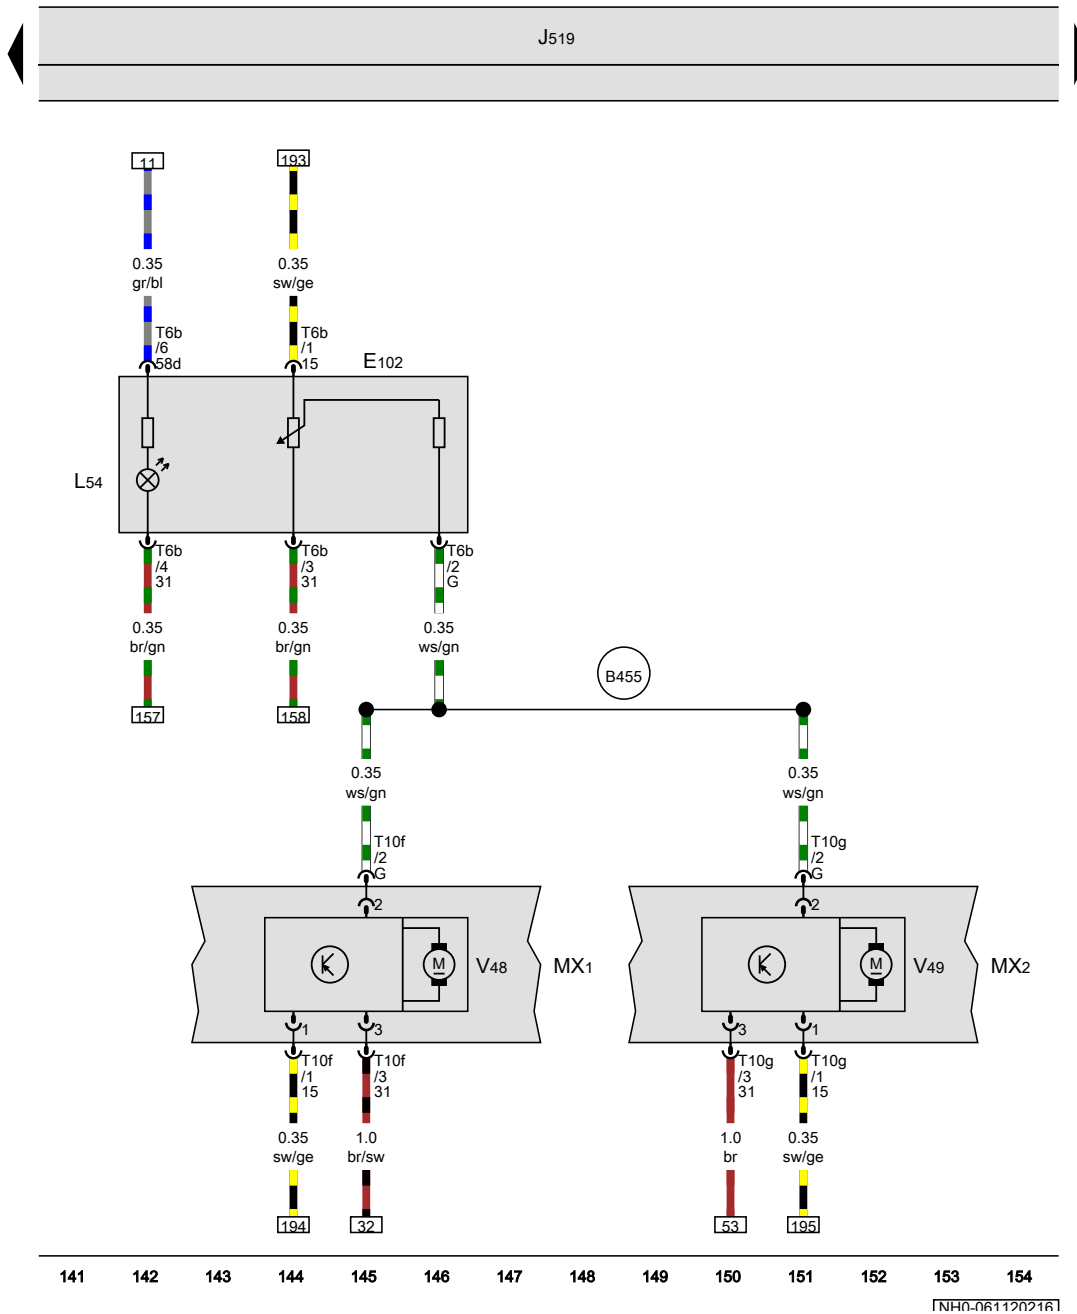 J519
11
193
0.35
gr/bl
0.35
sw/ge
T6b
/6
58d
T6b
/1
15
E102
L54
T6b
/4
31
T6b
/3
31
T6b
/2
G
0.35
br/gn
0.35
br/gn
0.35
ws/gn
B455
157
158
0.35
ws/gn
0.35
ws/gn
T10f
/2
G
T10g
/2
G
2
2
M
V48
MX1
M
V49
MX2
1
3
3
1
T10f
/1
15
T10f
/3
31
T10g
/3
31
T10g
/1
15
0.35
sw/ge
1.0
br/sw
1.0
br
0.35
sw/ge
194
32
53
195
141 142 143 144 145 146 147 148 149 150 151 152 153 154
NH0-061120216